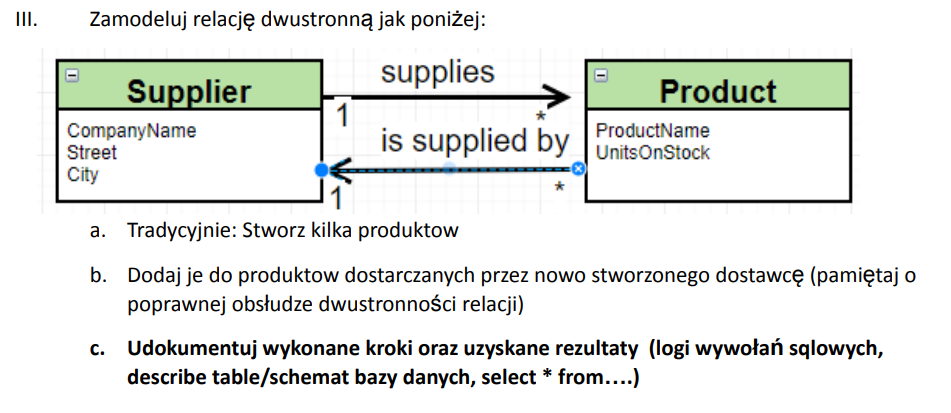 III. Zamodeluj relację dwustronną jak poniżej:
supplies
Supplier
Product
1
*
CompanyName
is supplied by
ProductName
Street
UnitsOnStock
City
1
*
a. Tradycyjnie: Stworz kilka produktow
b. Dodaj je do produktow dostarczanych przez nowo stworzonego dostawcę (pamiętaj o
poprawnej obsłudze dwustronności relacji)
c. Udokumentuj wykonane kroki oraz uzyskane rezultaty (logi wywołań sqlowych,
describe table/schemat bazy danych, select * from....)